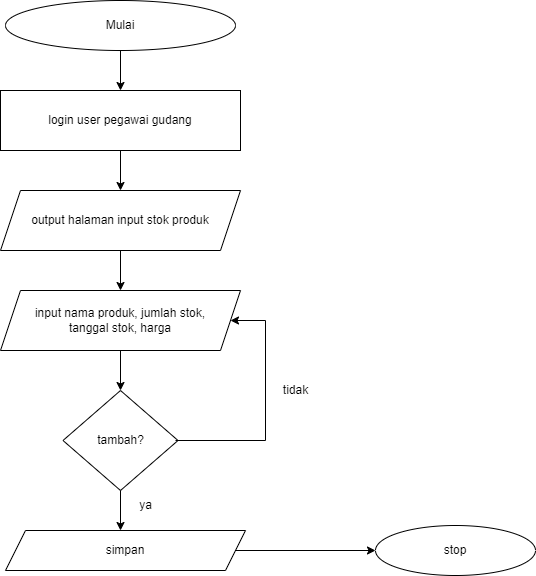 Mulai
login user pegawai gudang
output halaman input stok produk
input nama produk, jumlah stok,
tanggal stok, harga
tidak
tambah?
ya
simpan
stop